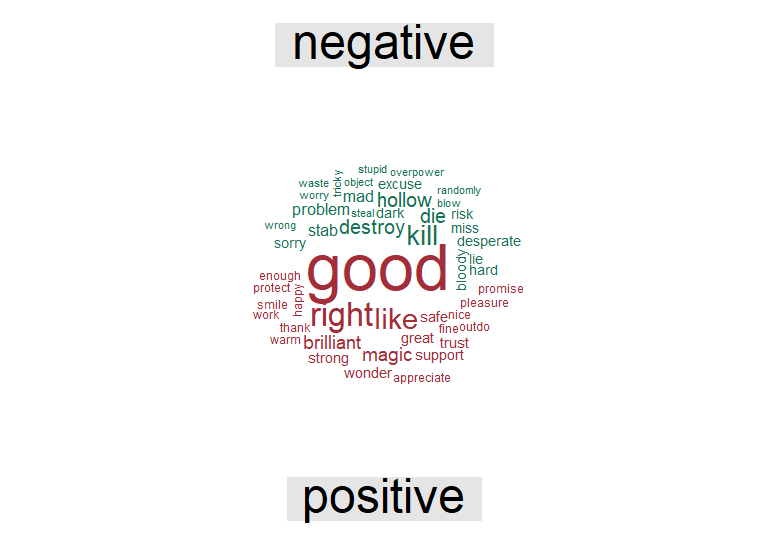 negative
stupid overpower
waste tricky object excuse randomly
worry mad hollow blow
problem steal dark die risk
wrong stab destroy kill miss
sorry desperate
good bloody lie
enough hard
protect happy promise
smile right like safe nice pleasure
work
thank fine outdo
warm brilliant great trust
strong magic support
wonder appreciate
positive